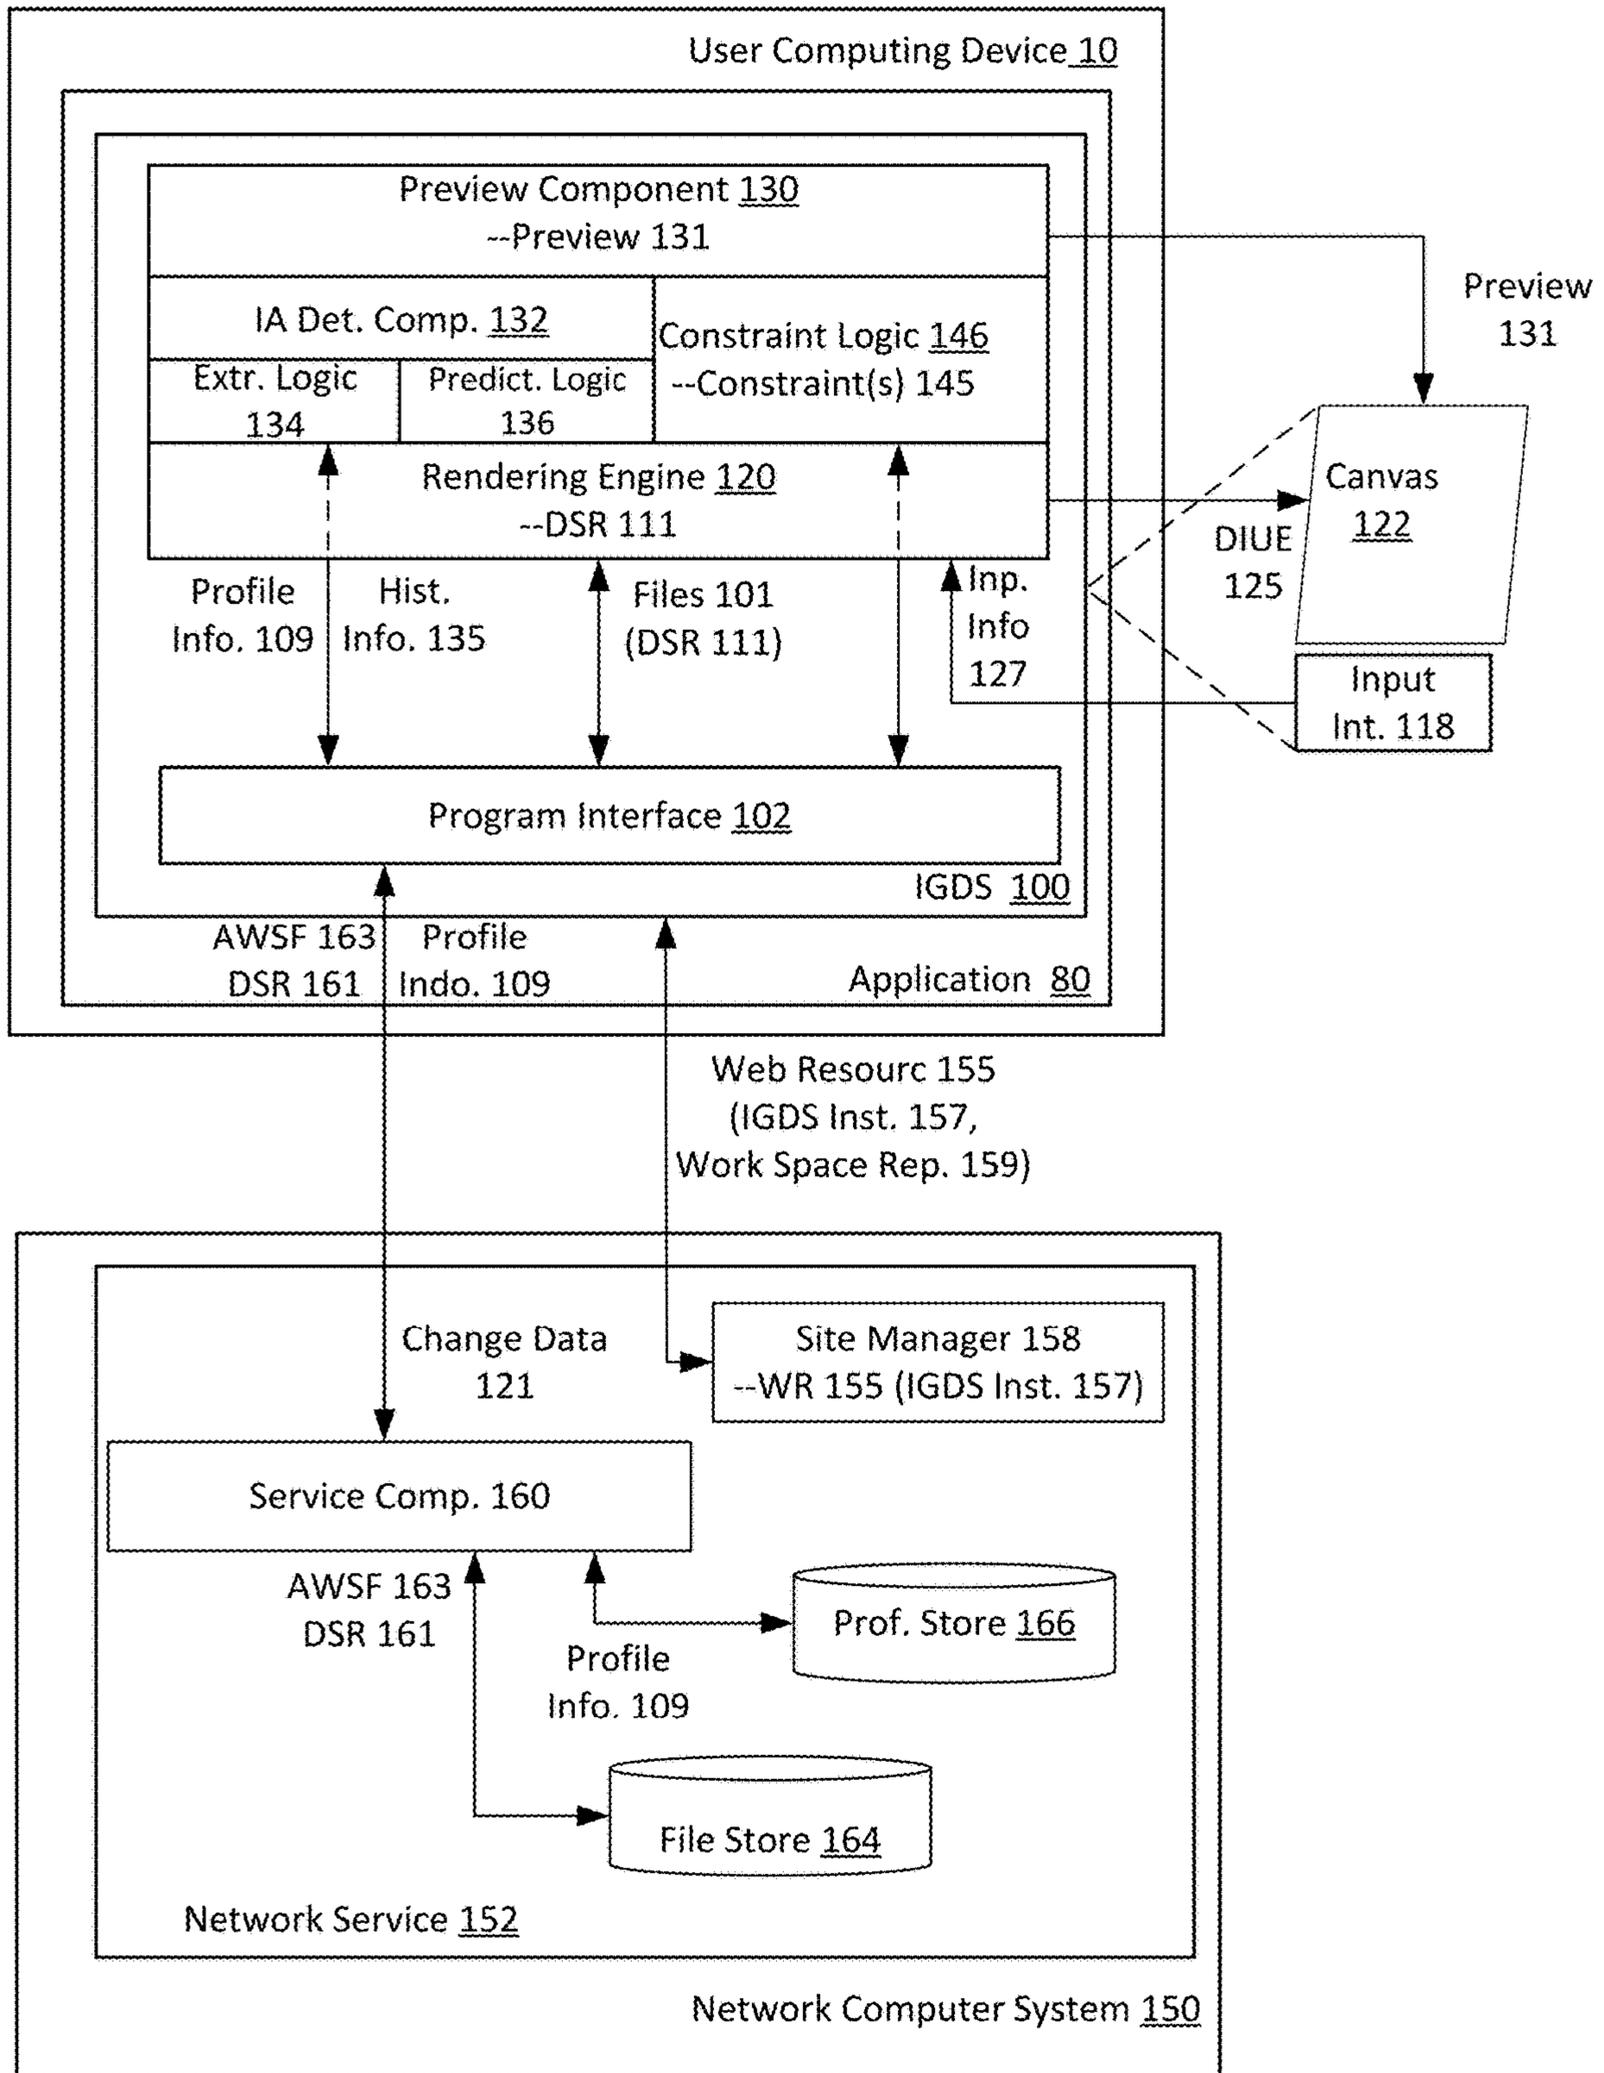 User Computing Device 10
Preview Component 130
--Preview 131
Preview
131
IA Det. Comp. 132
Constraint Logic 146
--Constraint(s) 145
Extr. Logic
134
Predict. Logic
136
Rendering Engine 120
--DSR 111
Canvas
122
DIUE
125
Profile
Info. 109
Hist.
Info. 135
Files 101
(DSR 111)
Inp.
Info
127
Input
Int. 118
Program Interface 102
IGDS 100
AWSF 163
DSR 161
Profile
Indo. 109
Application 80
Web Resourc 155
(IGDS Inst. 157,
Work Space Rep. 159)
Change Data
121
Site Manager 158
--WR 155 (IGDS Inst. 157)
Service Comp. 160
AWSF 163
DSR 161
Profile
Info. 109
Prof. Store 166
File Store 164
Network Service 152
Network Computer System 150